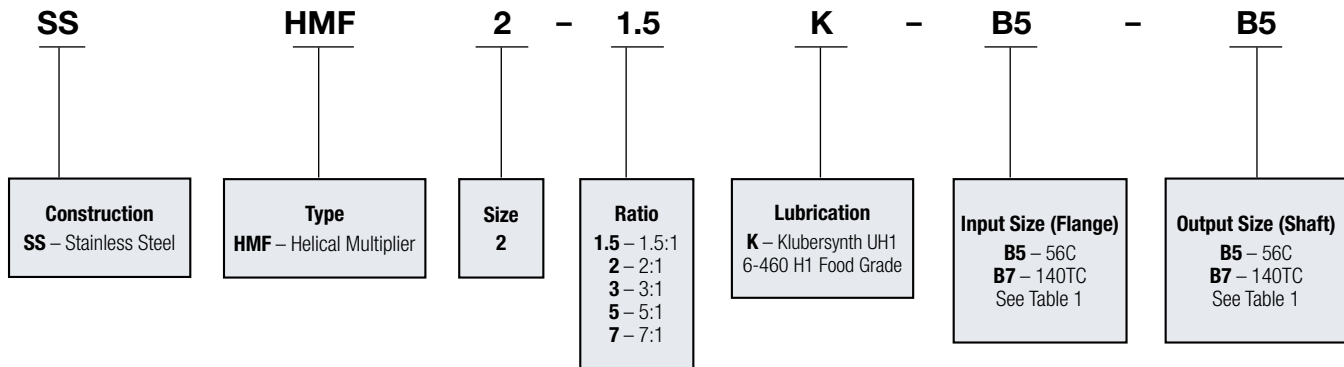 SS HMF 2 – 1.5 K – B5 – B5
Construction
SS – Stainless Steel
Type
HMF – Helical Multiplier
Size
2
Ratio
1.5 – 1.5:1
2 – 2:1
3 – 3:1
5 – 5:1
7 – 7:1
Lubrication
K – Klubersynth UH1
6-460 H1 Food Grade
Input Size (Flange)
B5 – 56C
B7 – 140TC
See Table 1
Output Size (Shaft)
B5 – 56C
B7 – 140TC
See Table 1